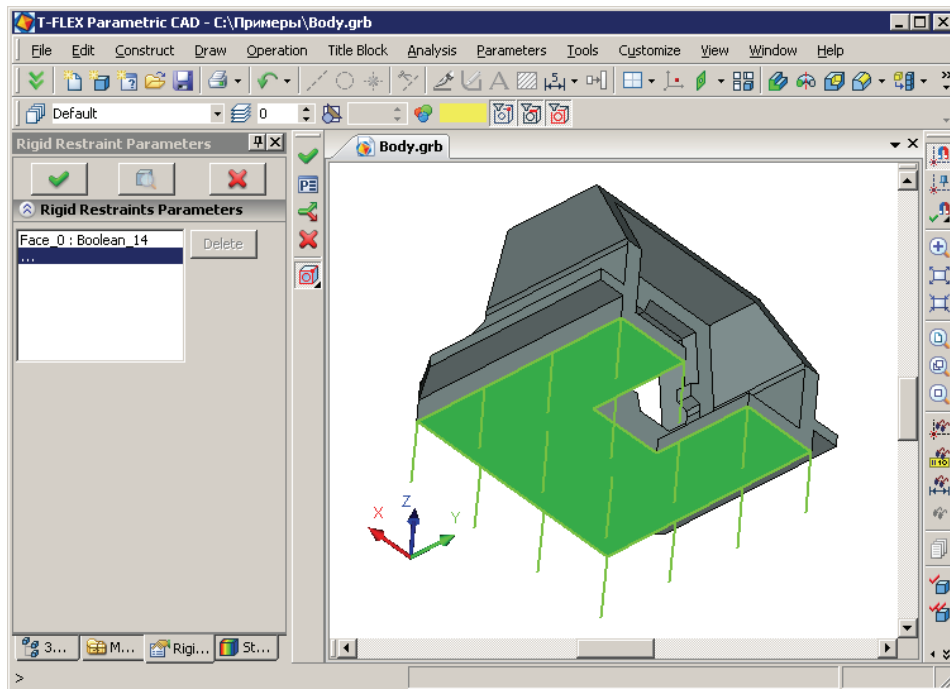 T-FLEX Parametric CAD - C:\Примеры\Body.grb
File Edit Construct Draw Operation Title Block Analysis Parameters Tools Customize View Window Help
Default 0
Rigid Restraint Parameters
Body.grb
Rigid Restraints Parameters
Face_0 : Boolean_14
...
Delete
X Z Y
3... M... Rigi... St...
>